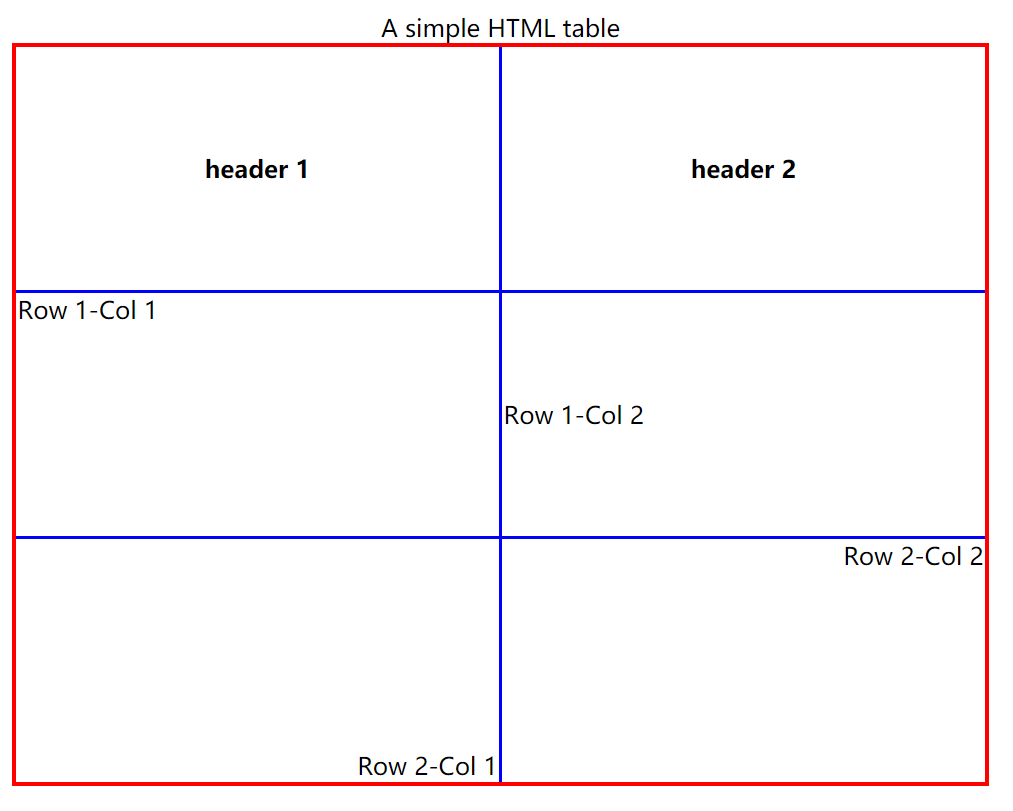 A simple HTML table
header 1
header 2
Row 1-Col 1
Row 1-Col 2
Row 2-Col 1
Row 2-Col 2